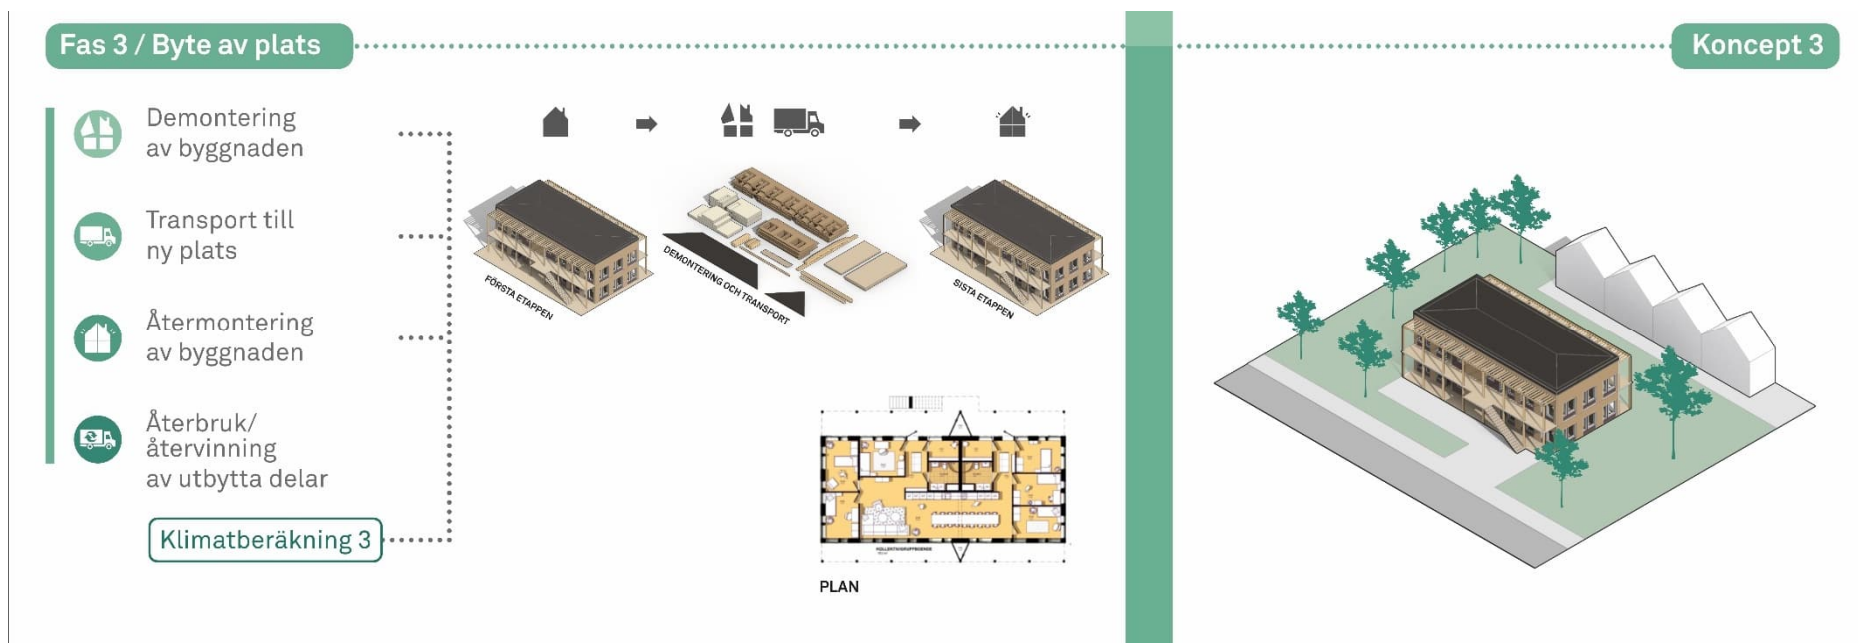 Fas 3 / Byte av plats
Koncept 3
Demontering
av byggnaden
Transport till
ny plats
Återmontering
av byggnaden
Återbruk/
återvinning
av utbytta delar
Klimatberäkning 3
FÖRSTA ETAPPEN
DEMONTERING OCH TRANSPORT
SISTA ETAPPEN
PLAN